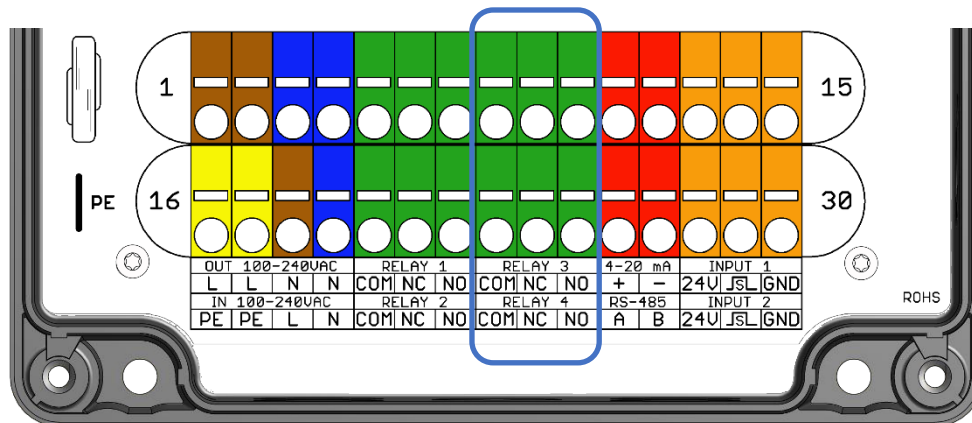 1 15
PE 16 30
OUT 100-240VAC RELAY 1 RELAY 3 4-20 mA INPUT 1
L L N N COM NC NO COM NC NO + - 24V ⎍S⎍ GND
IN 100-240VAC RELAY 2 RELAY 4 RS-485 INPUT 2
PE PE L N COM NC NO COM NC NO A B 24V ⎍S⎍ GND
ROHS